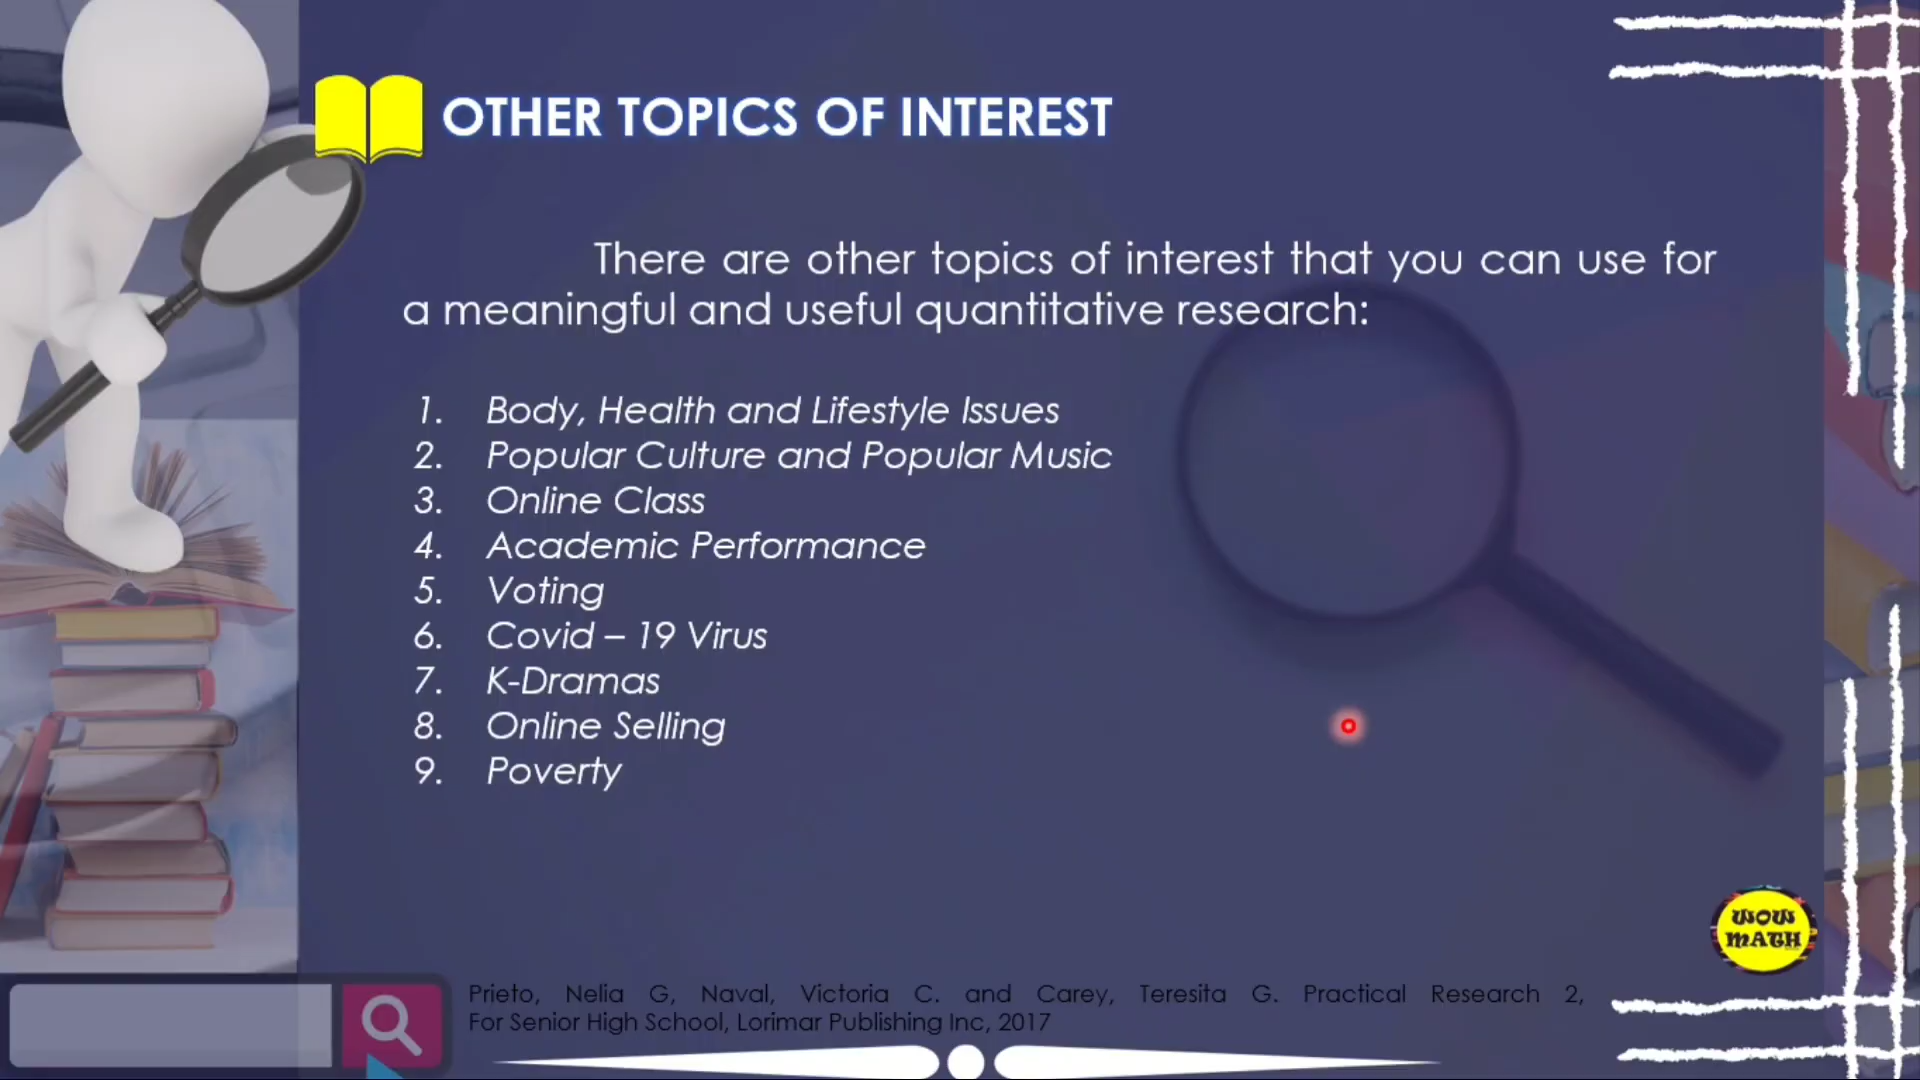 OTHER TOPICS OF INTEREST
There are other topics of interest that you can use for
a meaningful and useful quantitative research:
1. Body, Health and Lifestyle Issues
2. Popular Culture and Popular Music
3. Online Class
4. Academic Performance
5. Voting
6. Covid – 19 Virus
7. K-Dramas
8. Online Selling
9. Poverty
WOW
MATH
Prieto, Nelia G, Naval, Victoria C. and Carey, Teresita G. Practical Research 2,
For Senior High School, Lorimar Publishing Inc, 2017